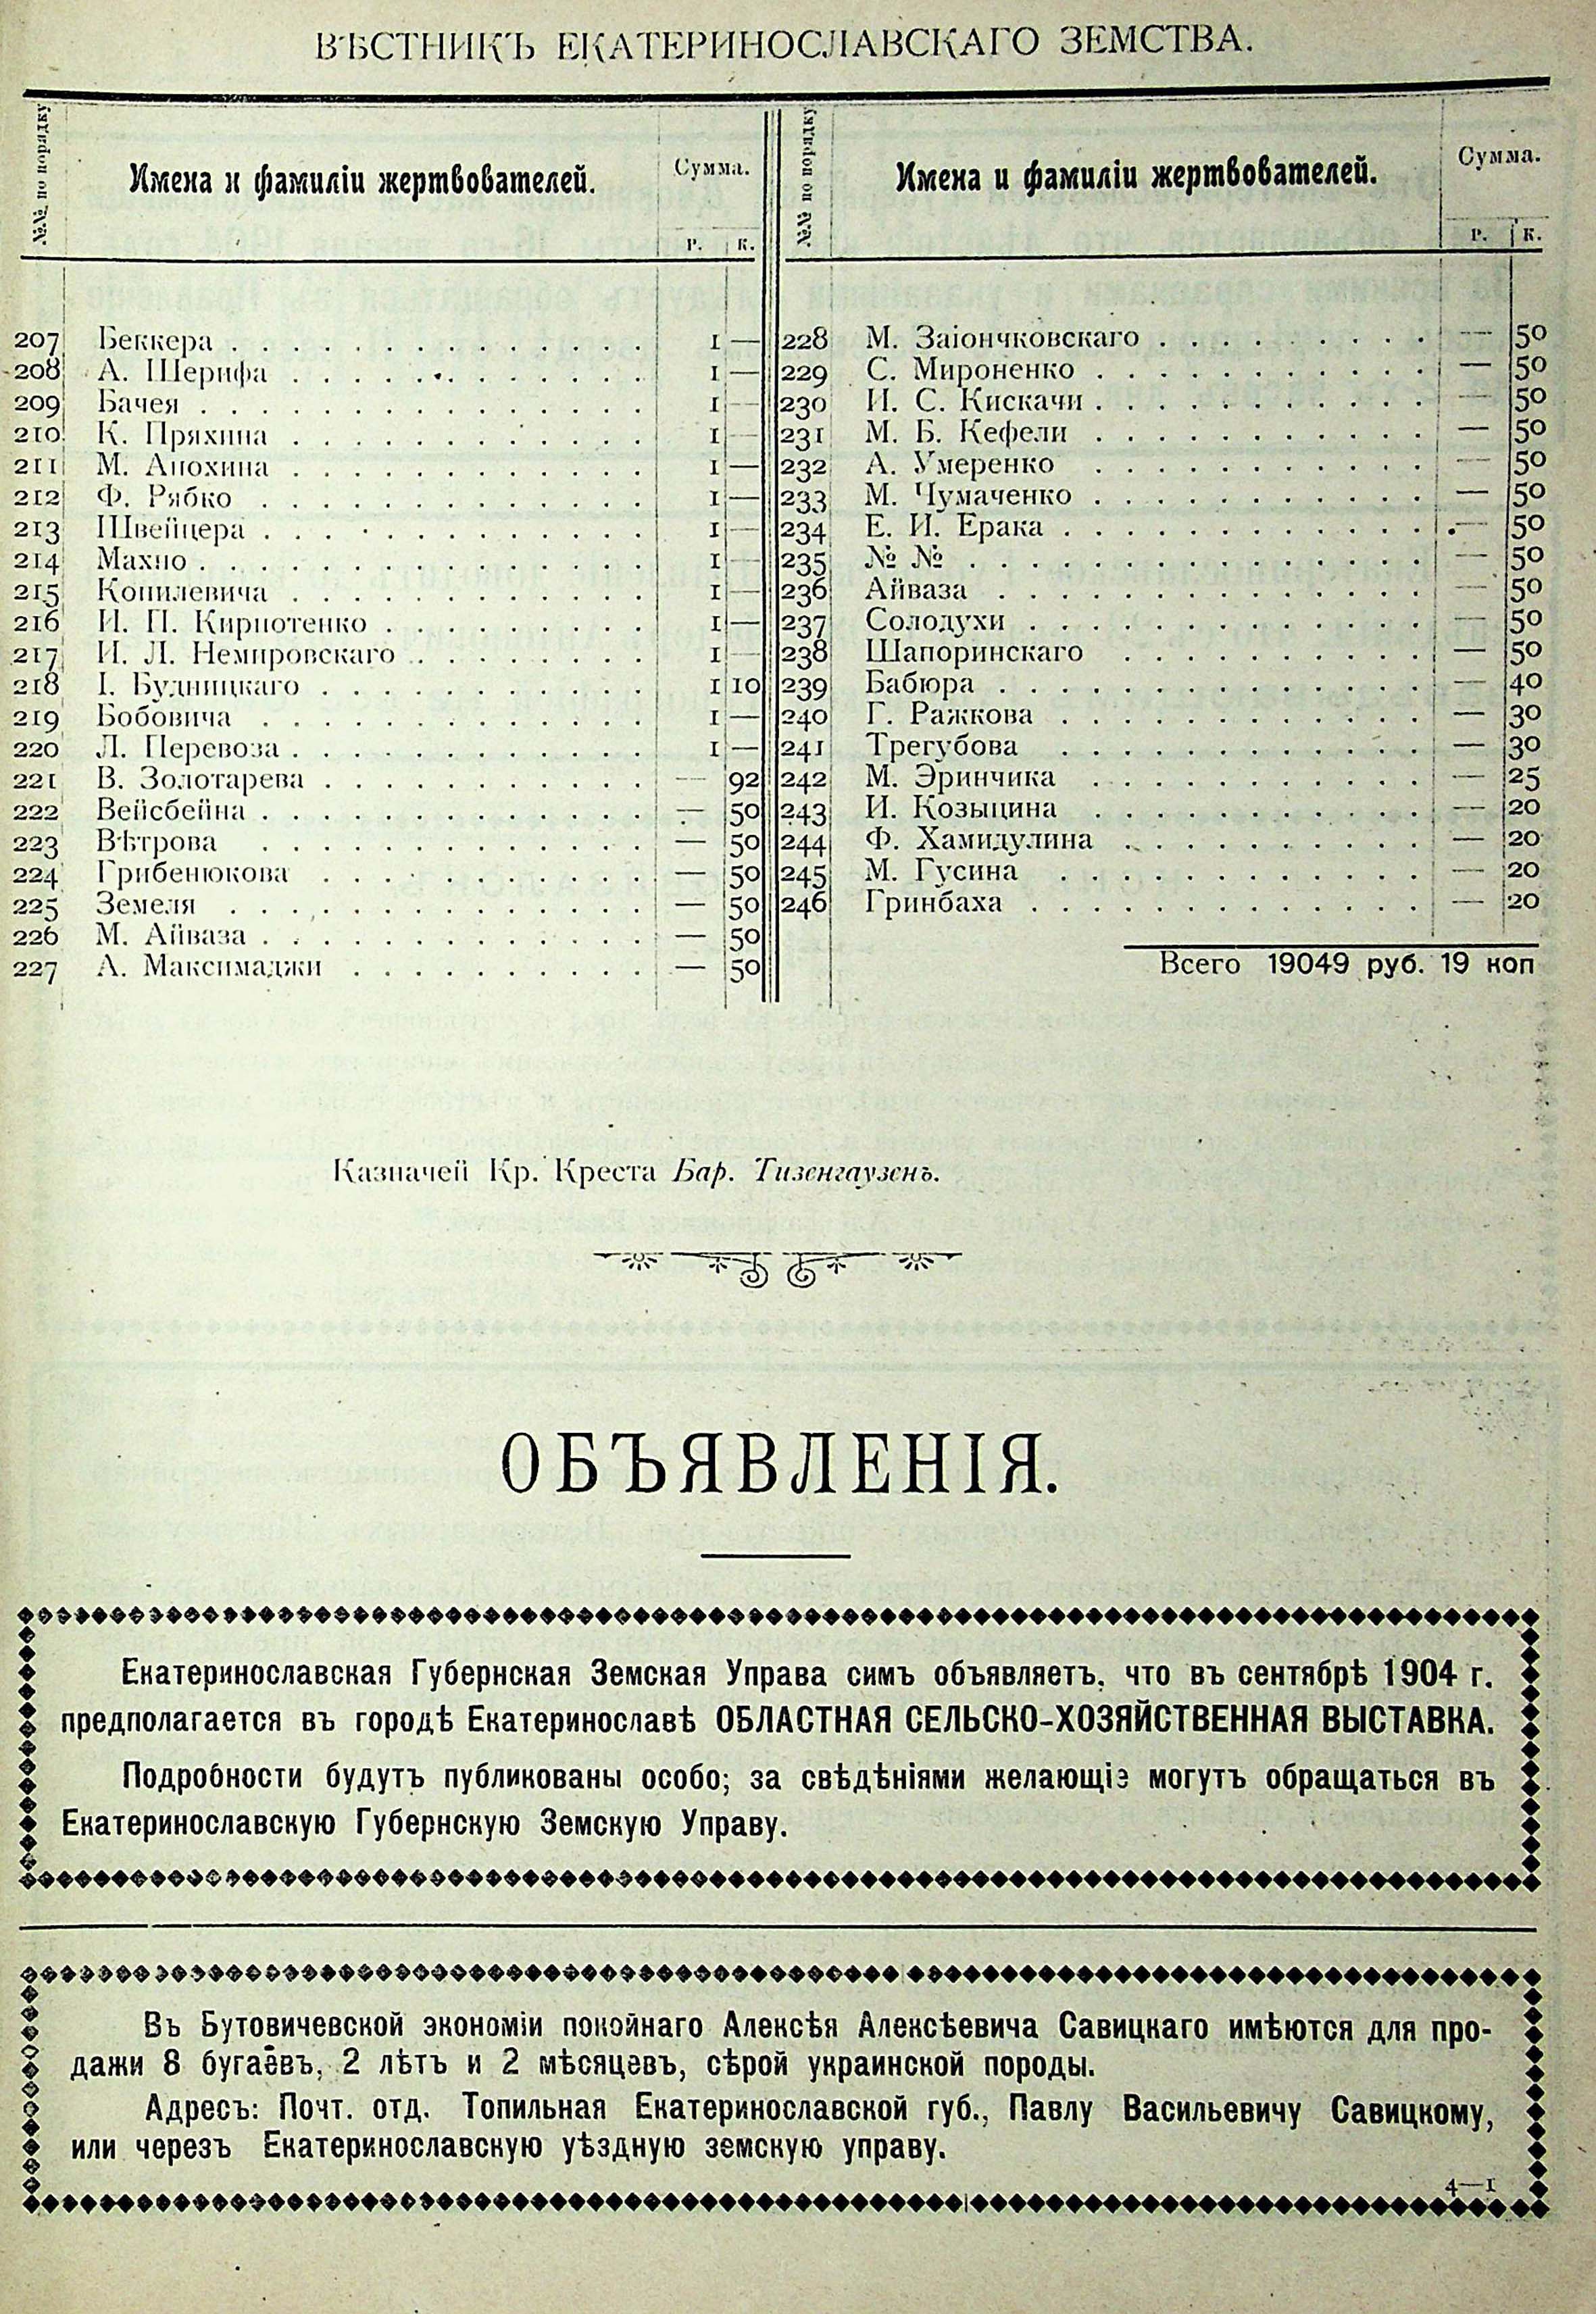 ВѢСТНИКЪ ЕКАТЕРИНОСЛАВСКАГО ЗЕМСТВА.
№№ по порядку
Имена и фамиліи жертвователей.
Сумма.
Р. К.
207 Беккера . . . 1 —
208 А. Шерифа . . . 1 —
209 Бачея . . . 1 —
210 К. Пряхина . . . 1 —
211 М. Анохина . . . 1 —
212 Ф. Рябко . . . 1 —
213 Швейцера . . . 1 —
214 Махно . . . 1 —
215 Копилевича . . . 1 —
216 И. П. Кирпотенко . . . 1 —
217 И. Л. Немировскаго . . . 1 —
218 І. Будницкаго . . . 1 10
219 Бобовича . . . 1 —
220 Л. Перевоза . . . 1 —
221 В. Золотарева . . . — 92
222 Вейсбейна . . . — 50
223 Вѣтрова . . . — 50
224 Грибенюкова . . . — 50
225 Земеля . . . — 50
226 М. Айваза . . . — 50
227 А. Максимаджи . . . — 50
№№ по порядку
Имена и фамиліи жертвователей.
Сумма.
Р. К.
228 М. Заіончковскаго . . . — 50
229 С. Мироненко . . . — 50
230 И. С. Кискачи . . . — 50
231 М. Б. Кефели . . . — 50
232 А. Умеренко . . . — 50
233 М. Чумаченко . . . — 50
234 Е. И. Ерака . . . — 50
235 № № . . . — 50
236 Айваза . . . — 50
237 Солодухи . . . — 50
238 Шапоринскаго . . . — 50
239 Бабюра . . . — 40
240 Г. Ражкова . . . — 30
241 Трегубова . . . — 30
242 М. Эринчика . . . — 25
243 И. Козыцина . . . — 20
244 Ф. Хамидулина . . . — 20
245 М. Гусина . . . — 20
246 Гринбаха . . . — 20
Всего 19049 руб. 19 коп
Казначей Кр. Креста Бар. Тизенгаузенъ.
ОБЪЯВЛЕНІЯ.
Екатеринославская Губернская Земская Управа симъ объявляетъ, что въ сентябрѣ 1904 г.
предполагается въ городѣ Екатеринославѣ ОБЛАСТНАЯ СЕЛЬСКО-ХОЗЯЙСТВЕННАЯ ВЫСТАВКА.
Подробности будутъ публикованы особо; за свѣдѣніями желающіе могутъ обращаться въ
Екатеринославскую Губернскую Земскую Управу.
Въ Бутовичевской экономіи покойнаго Алексѣя Алексѣевича Савицкаго имѣются для про-
дажи 8 бугаёвъ, 2 лѣтъ и 2 мѣсяцевъ, сѣрой украинской породы.
Адресъ: Почт. отд. Топильная Екатеринославской губ., Павлу Васильевичу Савицкому,
или черезъ Екатеринославскую уѣздную земскую управу.
4—1